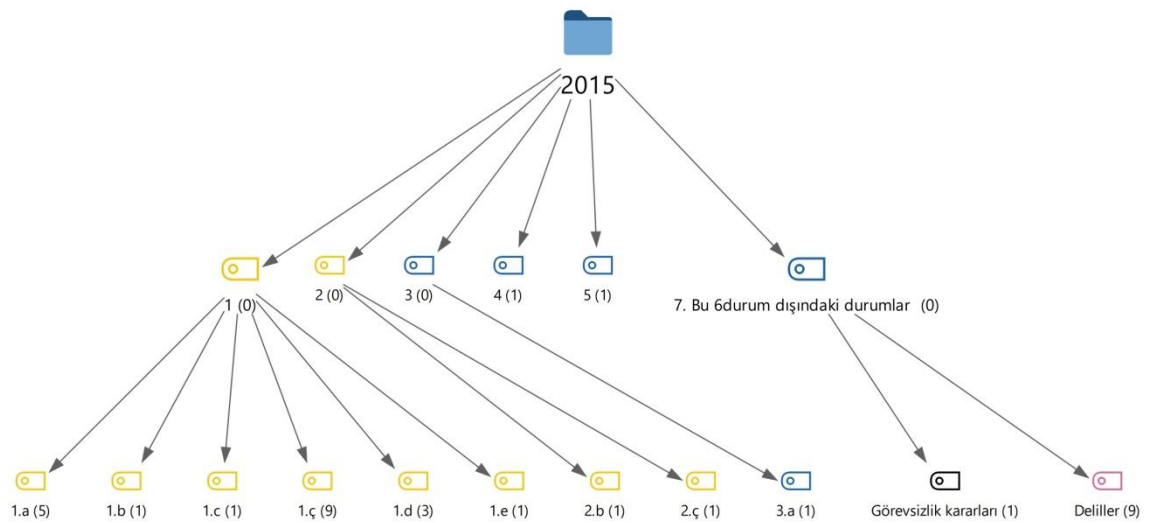 2015
1 (0)
2 (0)
3 (0)
4 (1)
5 (1)
7. Bu 6durum dışındaki durumlar (0)
1.a (5)
1.b (1)
1.c (1)
1.ç (9)
1.d (3)
1.e (1)
2.b (1)
2.ç (1)
3.a (1)
Görevsizlik kararları (1)
Deliller (9)